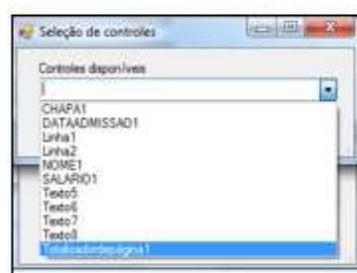 Seleção de controles
Controles disponíveis
CHAPA1
DATAADMISSAO1
Linha1
Linha2
NOME1
SALARIO1
Texto5
Texto6
Texto7
Texto8
Totalizadordepágina1